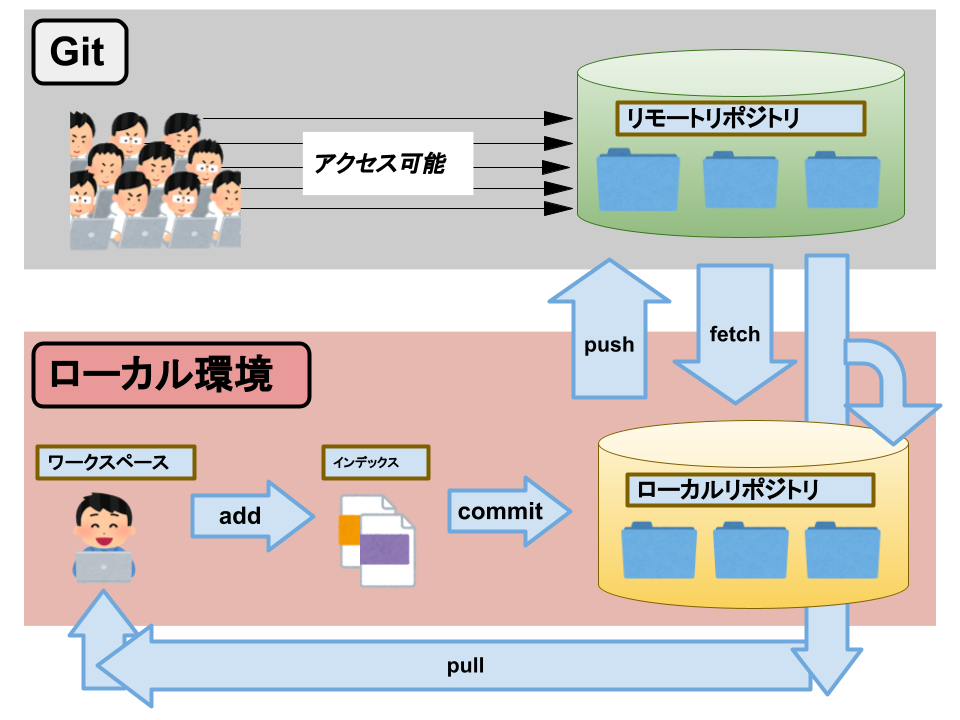 Git
リモートリポジトリ
アクセス可能
push
fetch
ローカル環境
ワークスペース
インデックス
ローカルリポジトリ
add
commit
pull